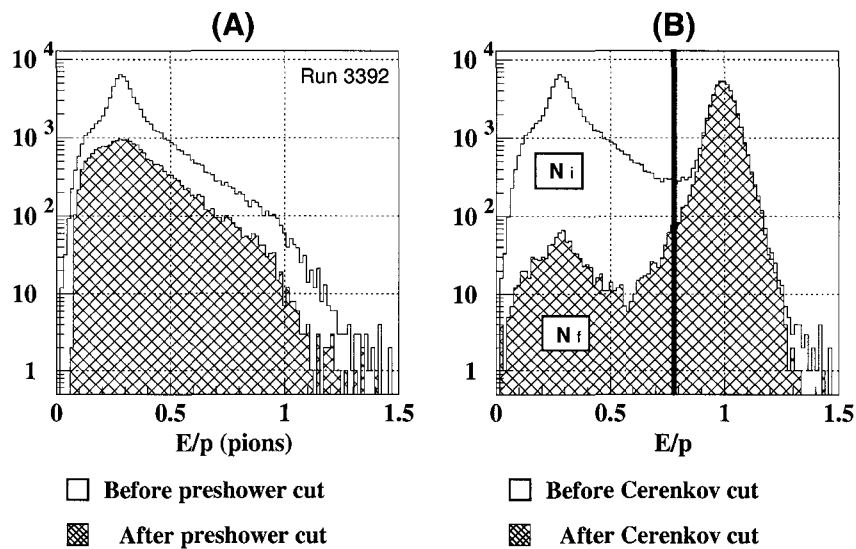 (A)
(B)
Run 3392
10^4
10^3
10^2
10
1
0
0.5
1
1.5
E/p (pions)
10^4
10^3
10^2
10
1
N i
N f
0
0.5
1
1.5
E/p
Before preshower cut
After preshower cut
Before Cerenkov cut
After Cerenkov cut